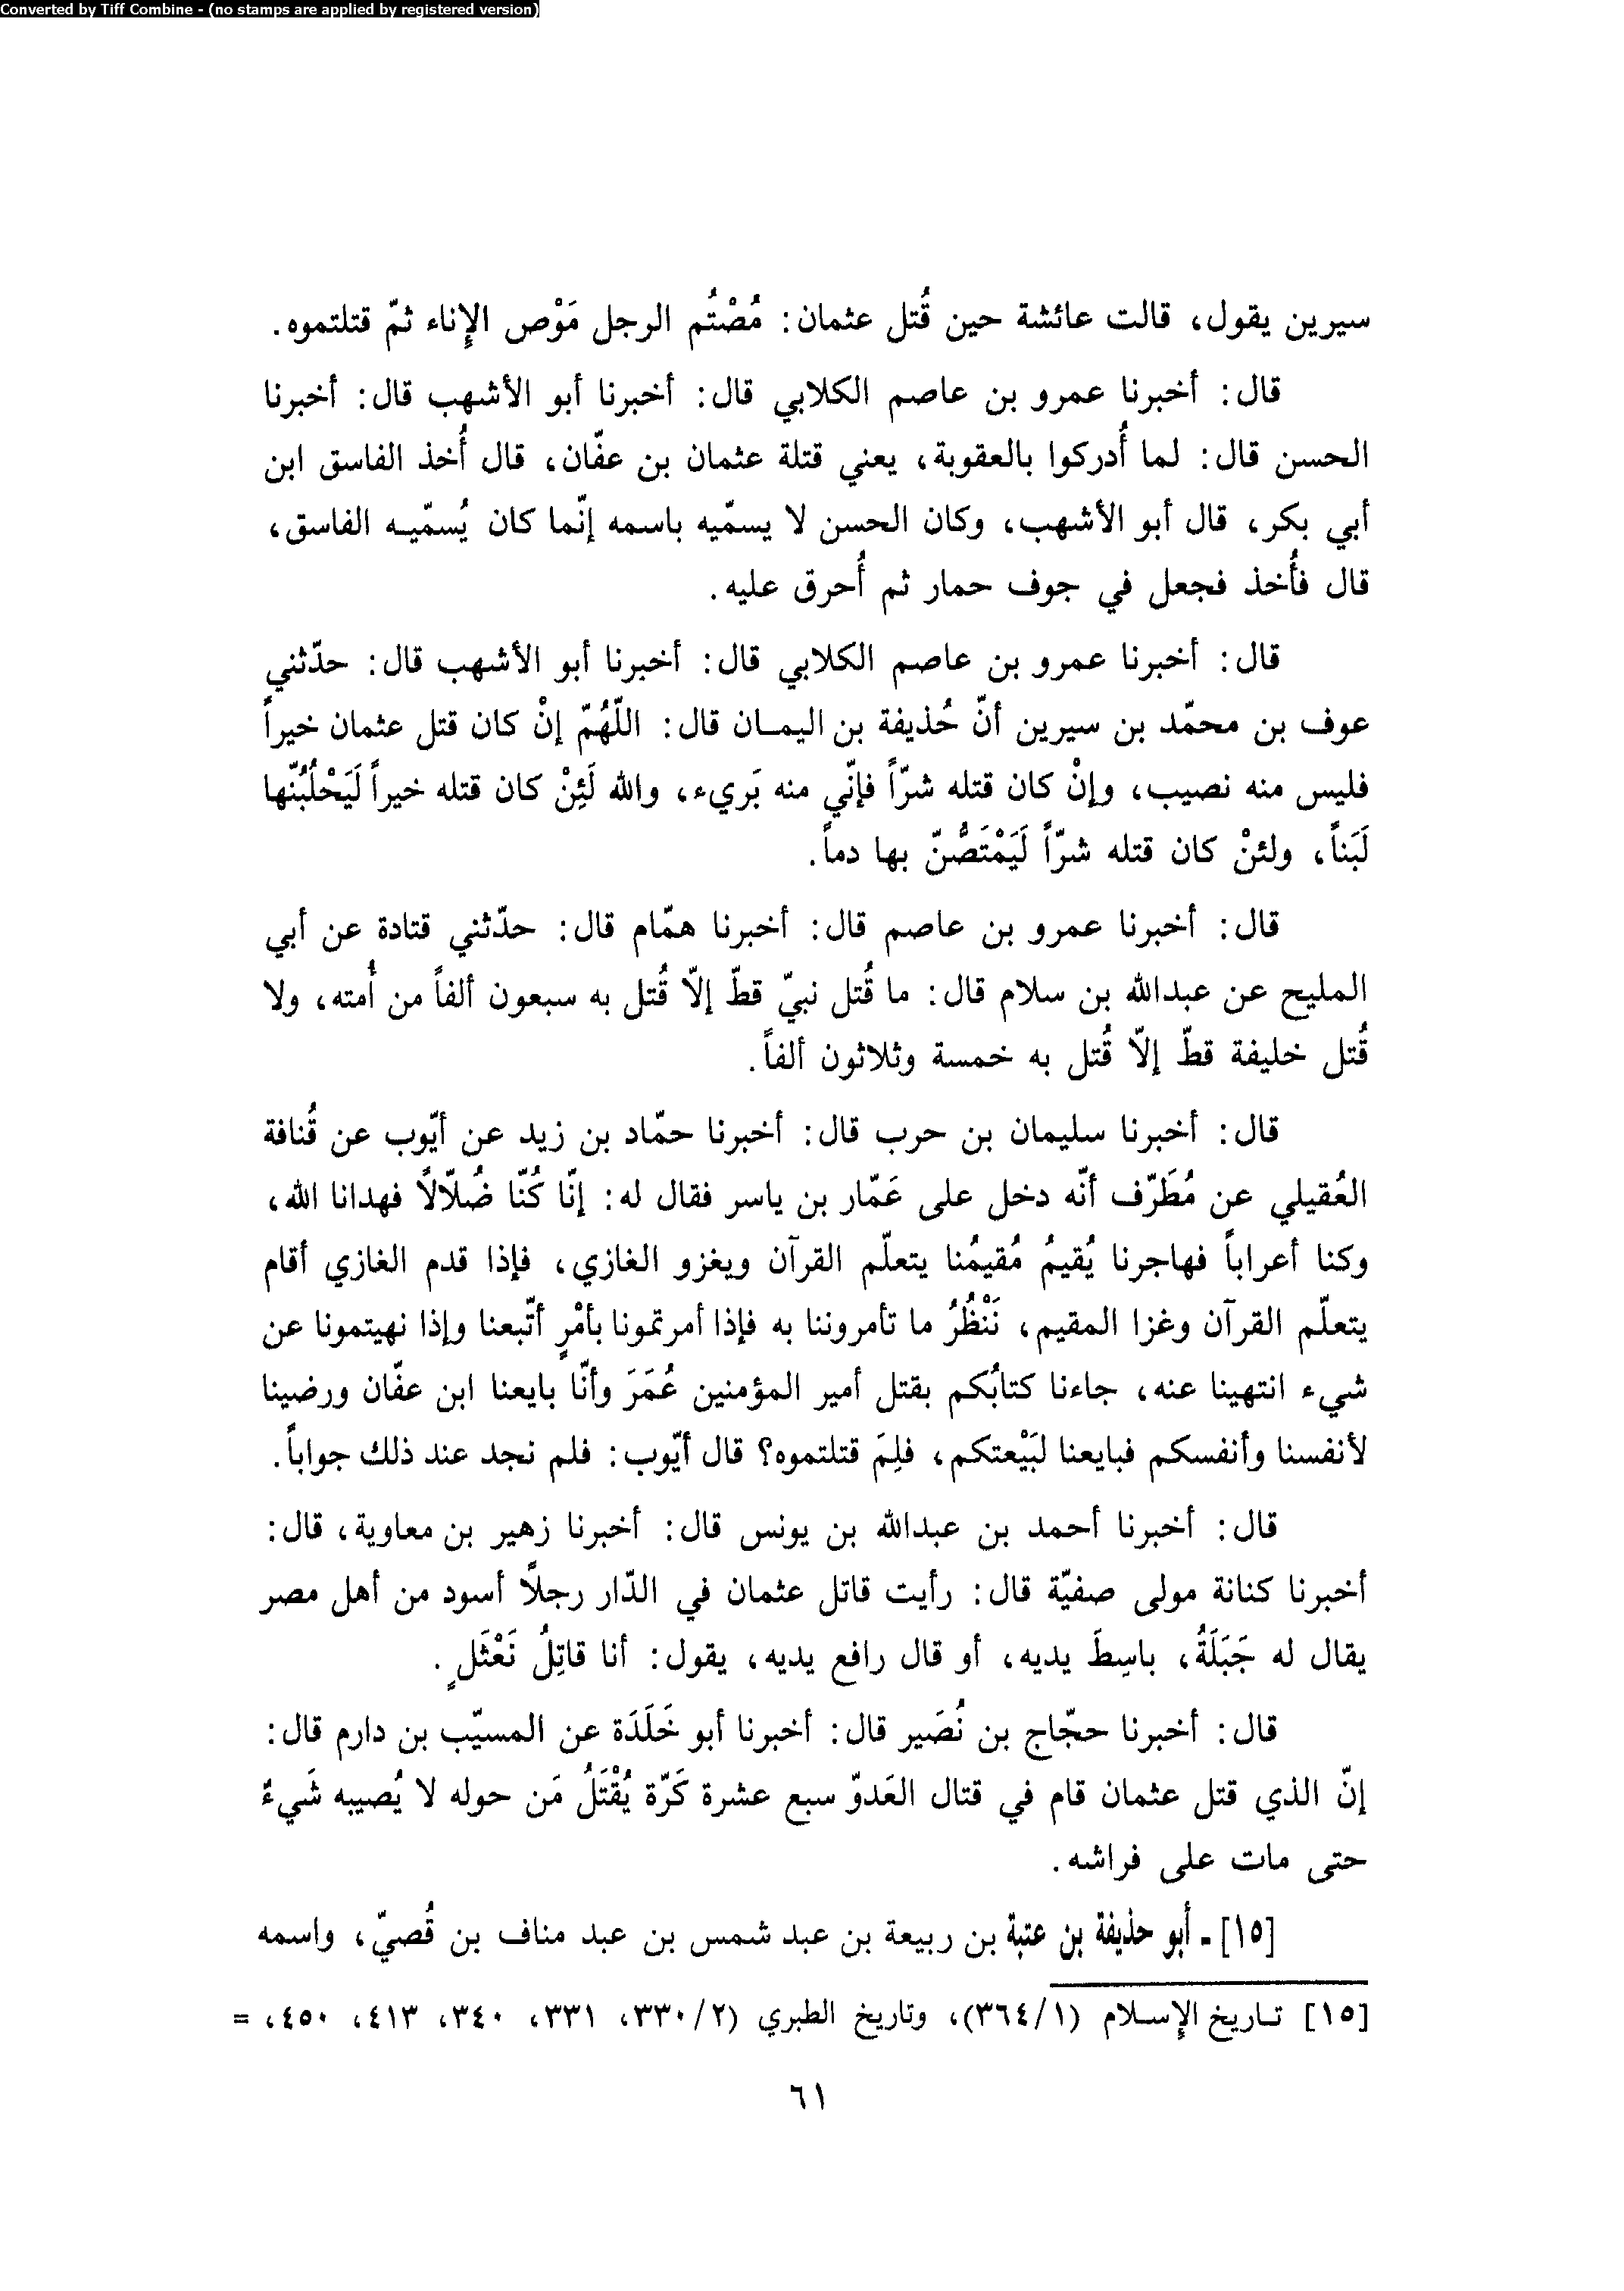 Converted by Tiff Combine - (no stamps are applied by registered version)
سيرين يقول، قالت عائشة حين قُتل عثمان: مُصْتُم الرجل مَوْص الإِناء ثمّ قتلتموه.
قال: أخبرنا عمرو بن عاصم الكلابي قال: أخبرنا أبو الأشهب قال: أخبرنا
الحسن قال: لما أُدركوا بالعقوبة، يعني قتلة عثمان بن عفّان، قال أُخذ الفاسق ابن
أبي بكر، قال أبو الأشهب، وكان الحسن لا يسمّيه باسمه إنّما كان يُسمّيـه الفاسق،
قال فأُخذ فجعل في جوف حمار ثم أُحرق عليه.
قال: أخبرنا عمرو بن عاصم الكلابي قال: أخبرنا أبو الأشهب قال: حدّثني
عوف بن محمّد بن سيرين أنّ حُذيفة بن اليمـان قال: اللّهُمّ إنْ كان قتل عثمان خيراً
فليس منه نصيب، وإنْ كان قتله شرّاً فإنّي منه بَريء، والله لَئِنْ كان قتله خيراً لَيَحْلُبُنّها
لَبَناً، ولئنْ كان قتله شرّاً لَيَمْتَصُّنّ بها دماً.
قال: أخبرنا عمرو بن عاصم قال: أخبرنا همّام قال: حدّثني قتادة عن أبي
المليح عن عبدالله بن سلام قال: ما قُتل نبيّ قطّ إلاّ قُتل به سبعون ألفاً من أُمته، ولا
قُتل خليفة قطّ إلاّ قُتل به خمسة وثلاثون ألفاً.
قال: أخبرنا سليمان بن حرب قال: أخبرنا حمّاد بن زيد عن أيّوب عن قُنافة
العُقيلي عن مُطَرّف أنّه دخل على عَمّار بن ياسر فقال له: إنّا كُنّا ضُلّالاً فهدانا الله،
وكنا أعراباً فهاجرنا يُقيمُ مُقيمُنا يتعلّم القرآن ويغزو الغازي، فإذا قدم الغازي أقام
يتعلّم القرآن وغزا المقيم، نَنْظُرُ ما تأمروننا به فإذا أمرتمونا بأمْرٍ أتّبعنا وإذا نهيتمونا عن
شيء انتهينا عنه، جاءنا كتابُكم بقتل أمير المؤمنين عُمَرَ وأنّا بايعنا ابن عفّان ورضينا
لأنفسنا وأنفسكم فبايعنا لبَيْعتكم، فلِمَ قتلتموه؟ قال أيّوب: فلم نجد عند ذلك جواباً.
قال: أخبرنا أحمد بن عبدالله بن يونس قال: أخبرنا زهير بن معاوية، قال:
أخبرنا كنانة مولى صفيّة قال: رأيت قاتل عثمان في الدّار رجلاً أسود من أهل مصر
يقال له جَبَلَةُ، باسِطَ يديه، أو قال رافع يديه، يقول: أنا قاتِلُ نَعْثَلٍ.
قال: أخبرنا حجّاج بن نُصَير قال: أخبرنا أبو خَلَدَة عن المسيّب بن دارم قال:
إنّ الذي قتل عثمان قام في قتال العَدوّ سبع عشرة كَرّة يُقْتَلُ مَن حوله لا يُصيبه شَيءٌ
حتى مات على فراشه.
[١٥] - أبو حذيفة بن عتبة بن ربيعة بن عبد شمس بن عبد مناف بن قُصيّ، واسمه
[١٥] تـاريخ الإسـلام (٣٦٤/١)، وتاريخ الطبري (٣٣٠/٢، ٣٣١، ٣٤٠، ٤١٣، ٤٥٠، =
٦١